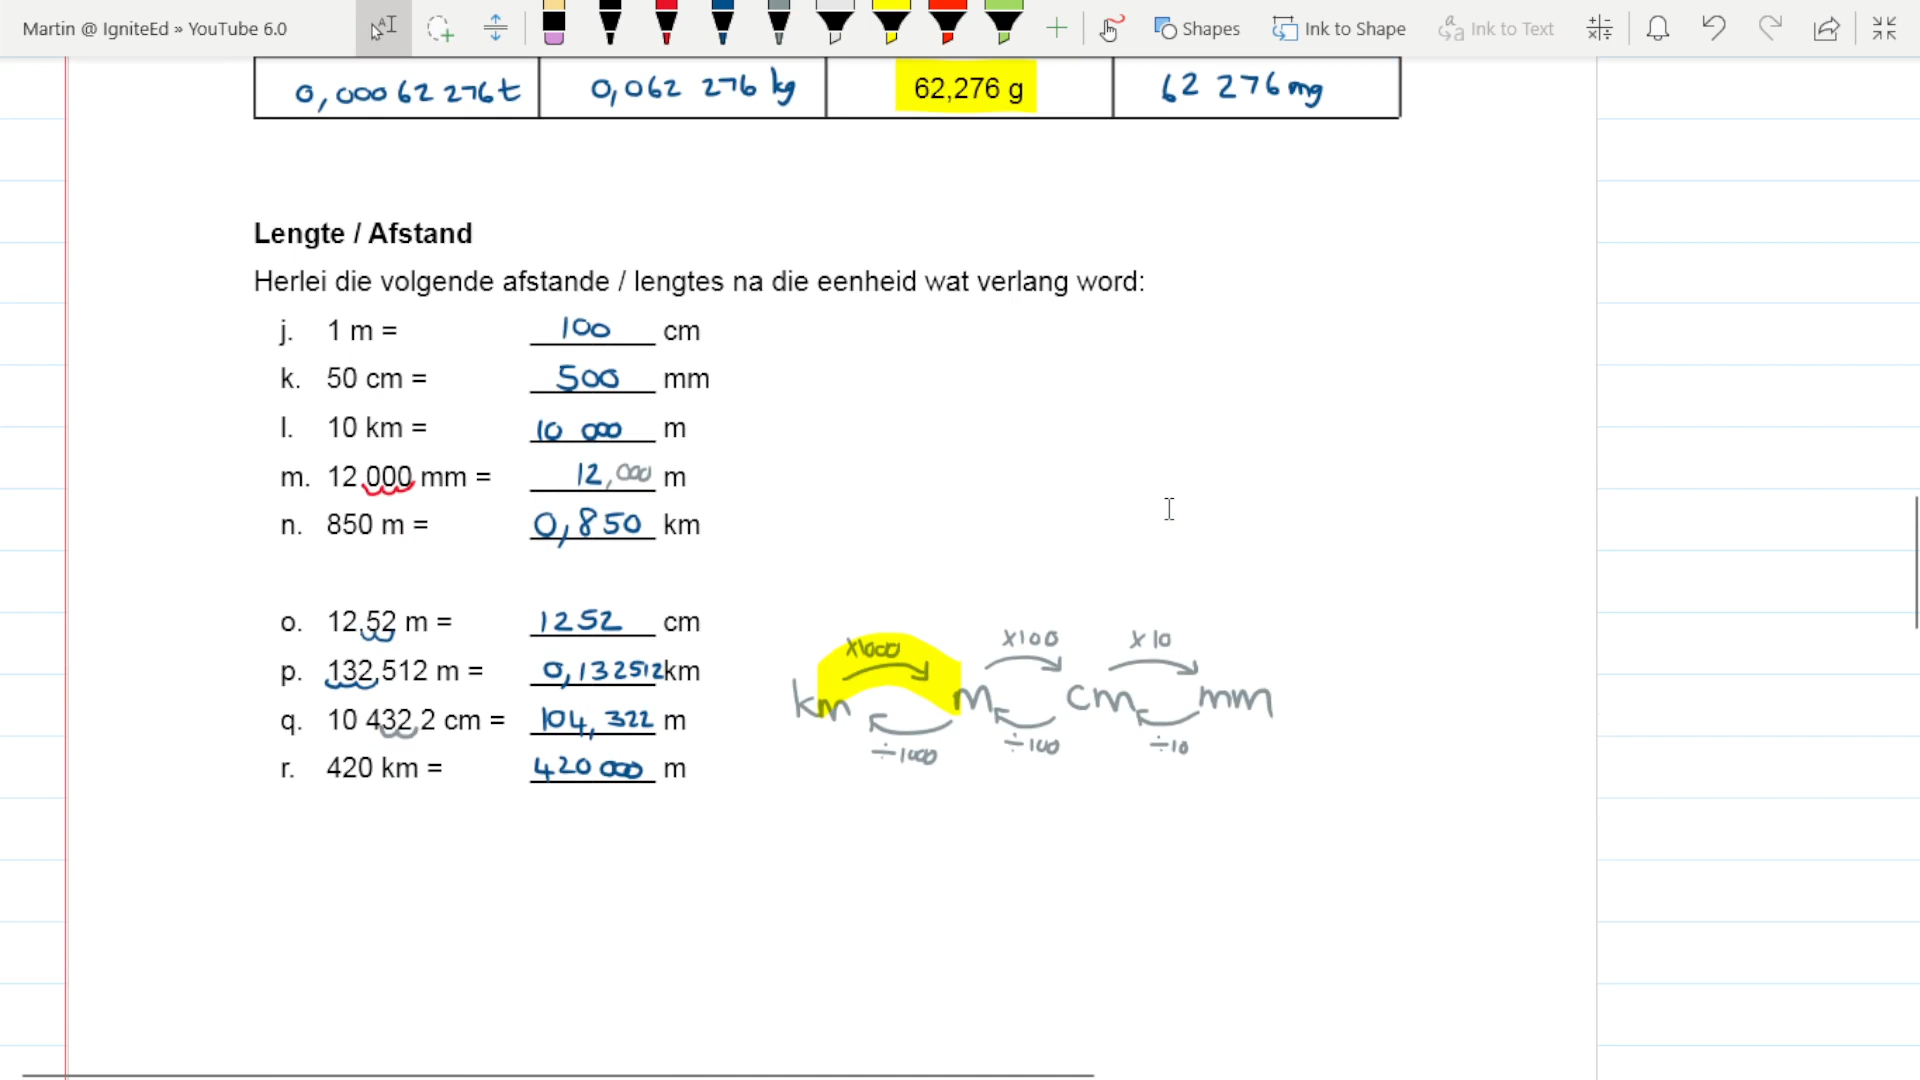 Martin @ IgniteEd » YouTube 6.0
Shapes
Ink to Shape
Ink to Text
0,00062 276t 0,062 276 kg 62,276 g 62 276 mg
Lengte / Afstand
Herlei die volgende afstande / lengtes na die eenheid wat verlang word:
j. 1 m = 100 cm
k. 50 cm = 500 mm
l. 10 km = 10 000 m
m. 12 000 mm = 12,000 m
n. 850 m = 0,850 km
o. 12,52 m = 1252 cm
p. 132,512 m = 0,132512 km
q. 10 432,2 cm = 104,322 m
r. 420 km = 420 000 m
x1000 x100 x10
km m cm mm
÷1000 ÷100 ÷10